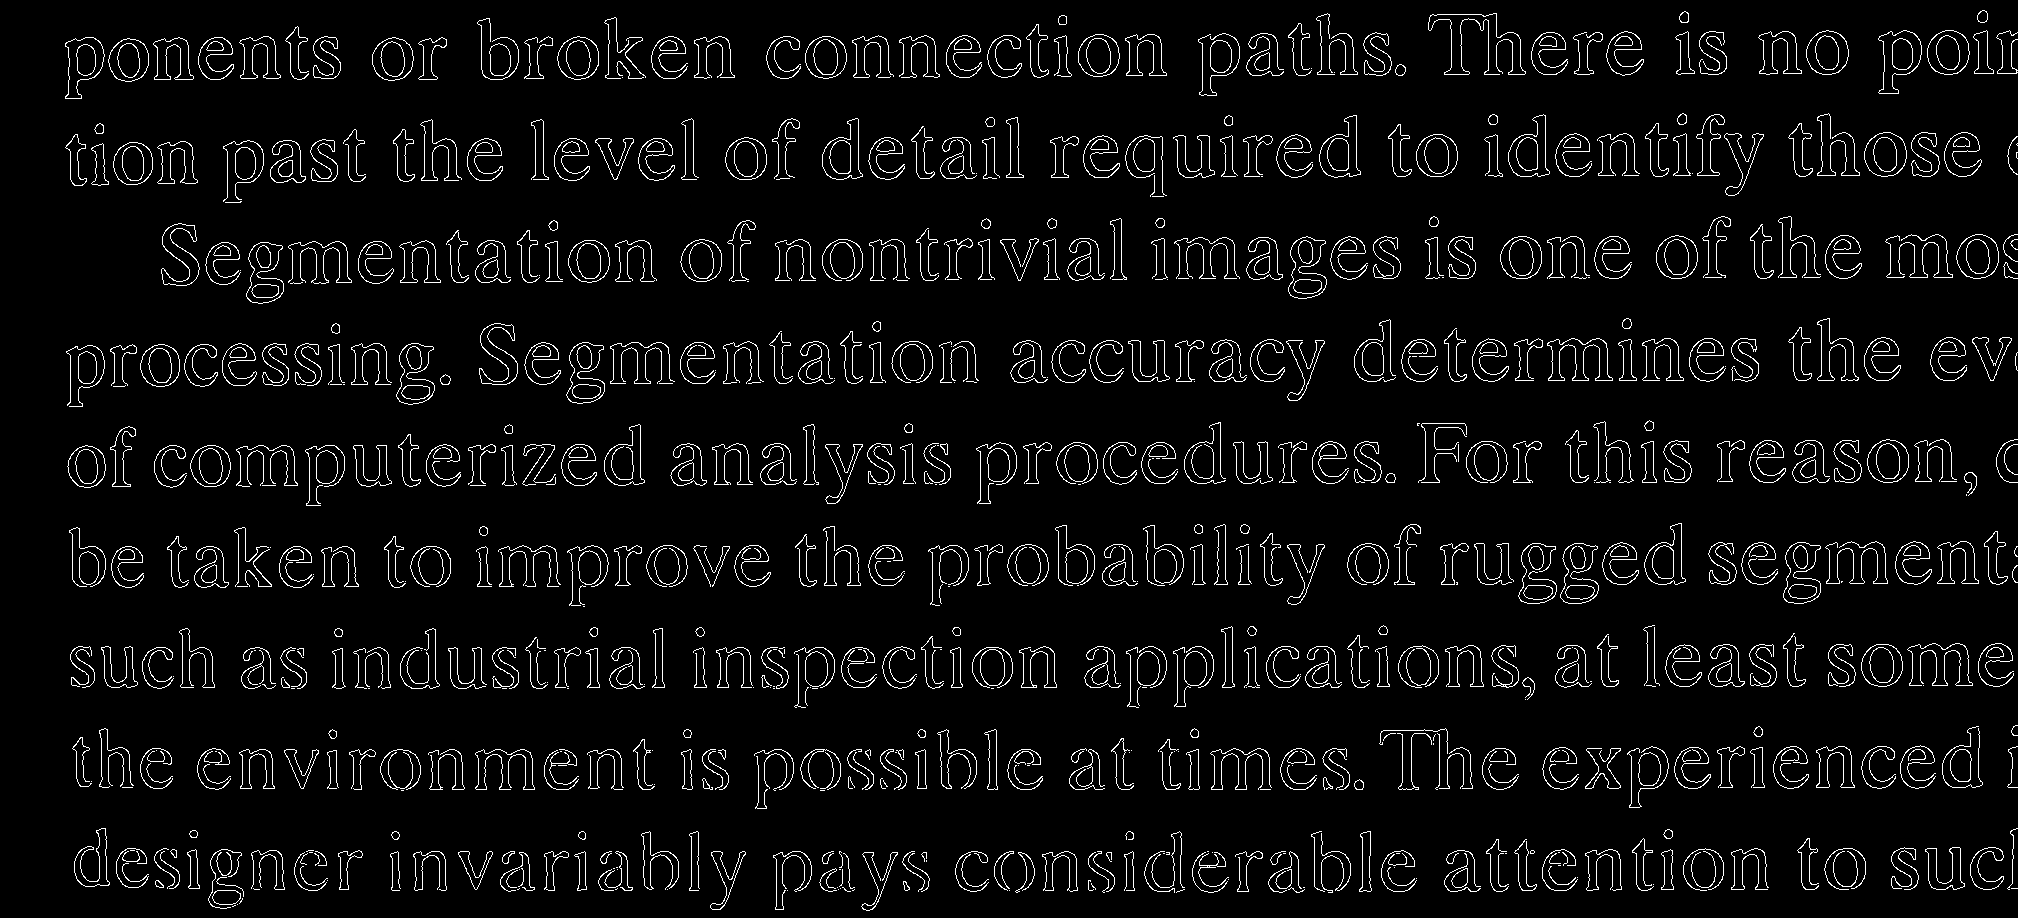 ponents or broken connection paths. There is no poin
tion past the level of detail required to identify those e
Segmentation of nontrivial images is one of the mos
processing. Segmentation accuracy determines the eve
of computerized analysis procedures. For this reason, c
be taken to improve the probability of rugged segmenta
such as industrial inspection applications, at least some
the environment is possible at times. The experienced i
designer invariably pays considerable attention to such